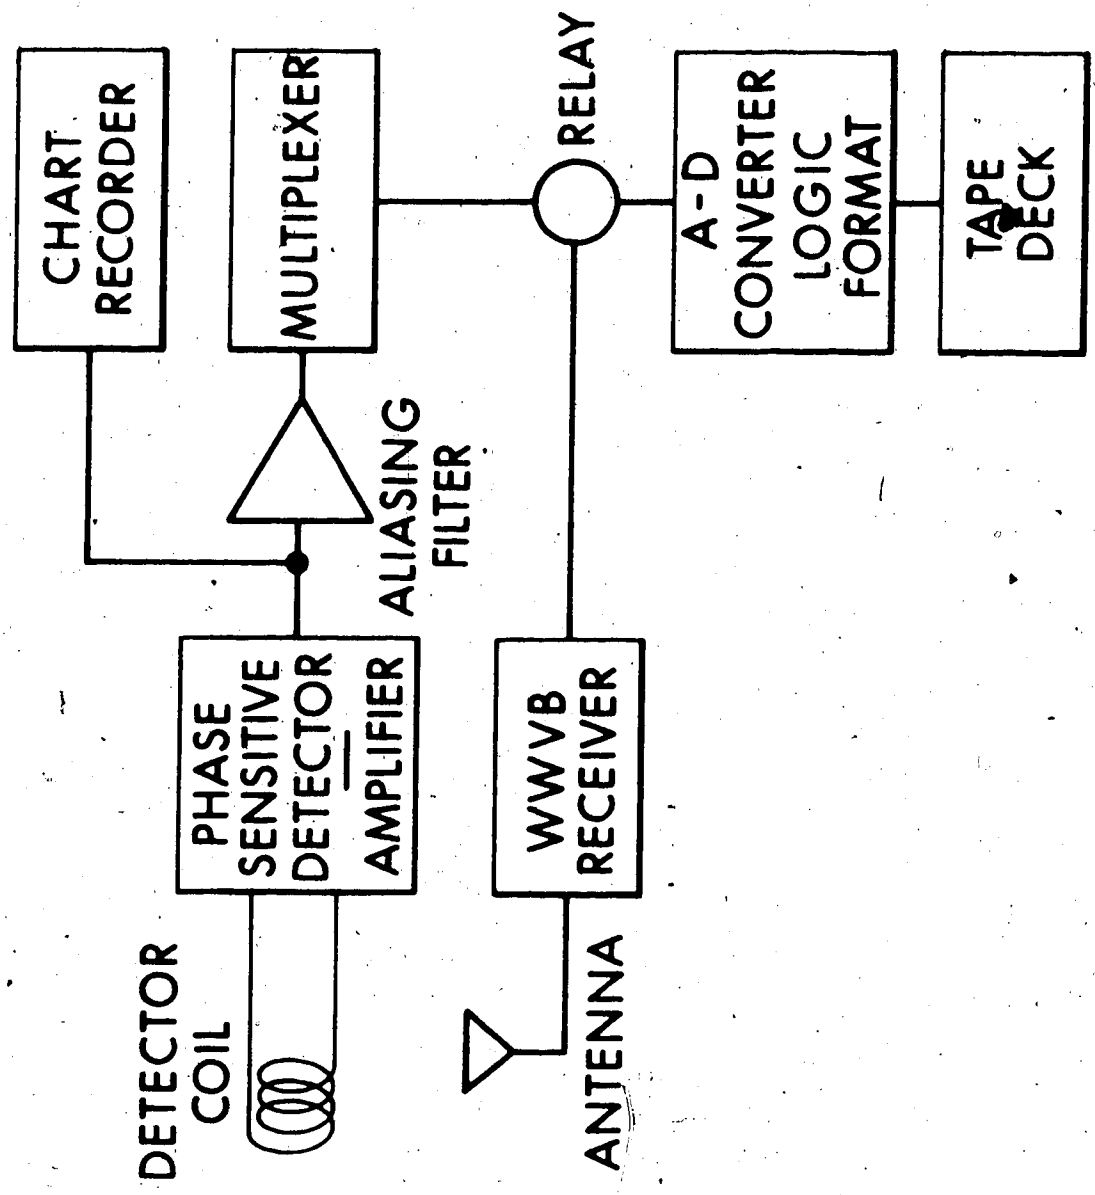 DETECTOR
COIL
PHASE
SENSITIVE
DETECTOR
AMPLIFIER
ALIASING
FILTER
CHART
RECORDER
MULTIPLEXER
RELAY
ANTENNA
WWVB
RECEIVER
A-D
CONVERTER
LOGIC
FORMAT
TAPE
DECK